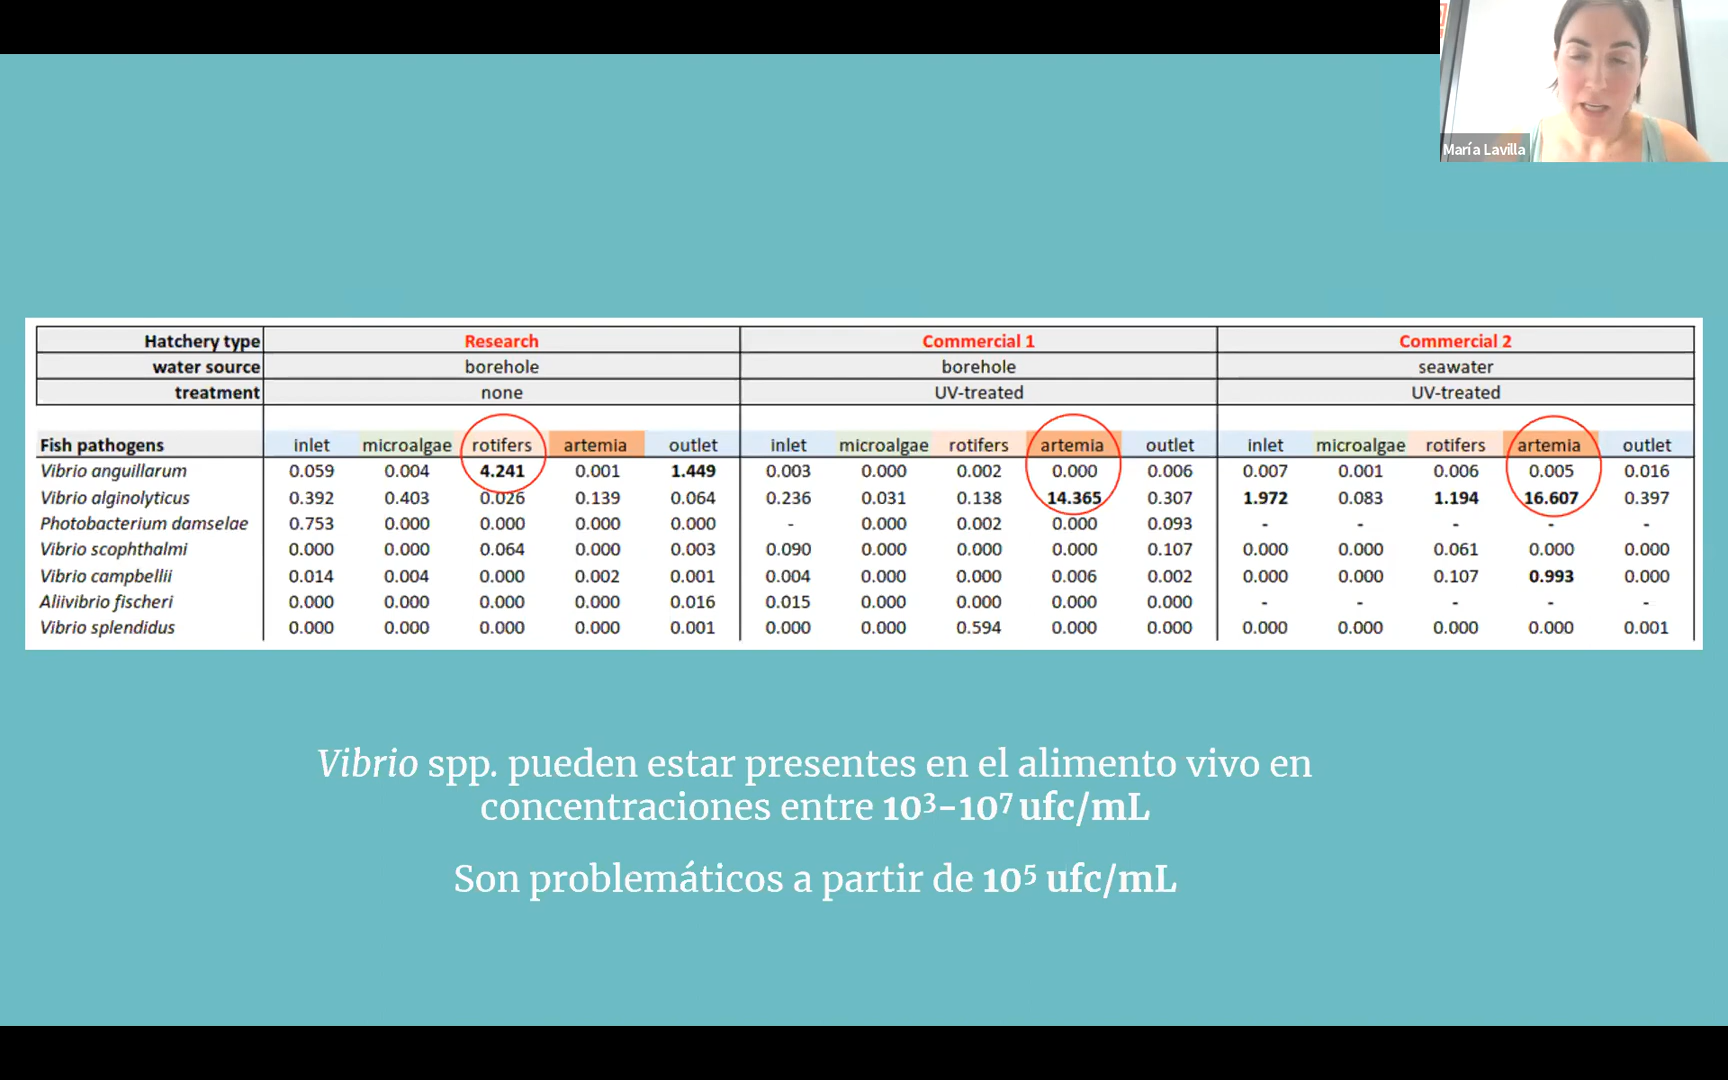 María Lavilla
Hatchery type Research Commercial 1 Commercial 2
water source borehole borehole seawater
treatment none UV-treated UV-treated
Fish pathogens inlet microalgae rotifers artemia outlet inlet microalgae rotifers artemia outlet inlet microalgae rotifers artemia outlet
Vibrio anguillarum 0.059 0.004 4.241 0.001 1.449 0.003 0.000 0.002 0.000 0.006 0.007 0.001 0.006 0.005 0.016
Vibrio alginolyticus 0.392 0.403 0.026 0.139 0.064 0.236 0.031 0.138 14.365 0.307 1.972 0.083 1.194 16.607 0.397
Photobacterium damselae 0.753 0.000 0.000 0.000 0.000 - 0.000 0.002 0.000 0.093 - - - - -
Vibrio scophthalmi 0.000 0.000 0.064 0.000 0.003 0.090 0.000 0.000 0.000 0.107 0.000 0.000 0.061 0.000 0.000
Vibrio campbellii 0.014 0.004 0.000 0.002 0.001 0.004 0.000 0.000 0.006 0.002 0.000 0.000 0.107 0.993 0.000
Aliivibrio fischeri 0.000 0.000 0.000 0.000 0.016 0.015 0.000 0.000 0.000 0.000 - - - - -
Vibrio splendidus 0.000 0.000 0.000 0.000 0.001 0.000 0.000 0.594 0.000 0.000 0.000 0.000 0.000 0.000 0.001
Vibrio spp. pueden estar presentes en el alimento vivo en
concentraciones entre 10³-10⁷ ufc/mL
Son problemáticos a partir de 10⁵ ufc/mL